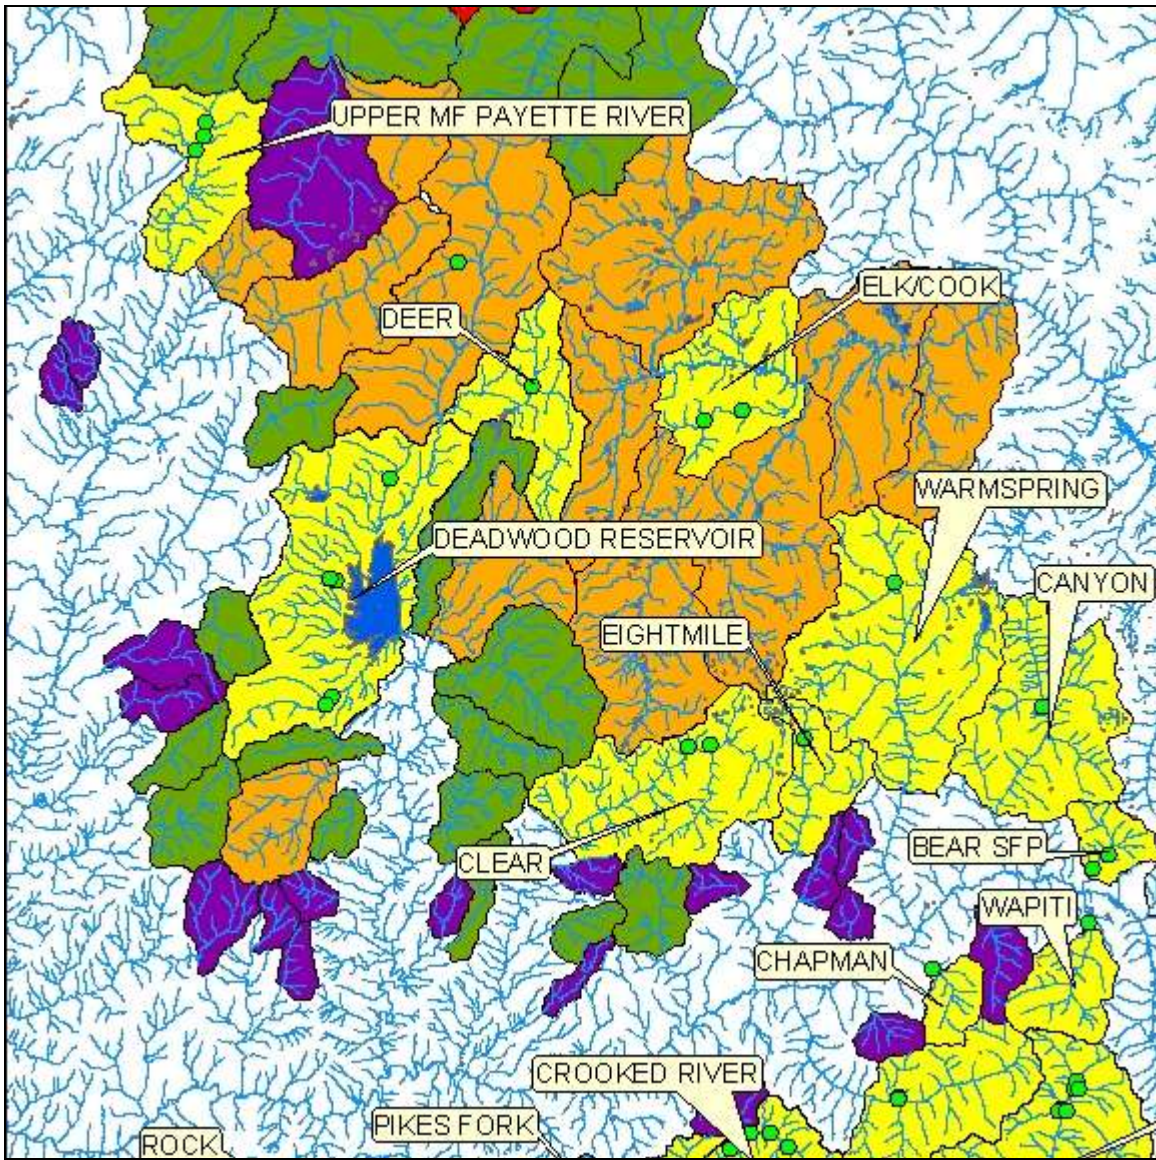 UPPER MF PAYETTE RIVER
ELK/COOK
DEER
WARMSPRING
DEADWOOD RESERVOIR
CANYON
EIGHTMILE
BEAR SFP
CLEAR
WAPITI
CHAPMAN
CROOKED RIVER
PIKES FORK
ROCK